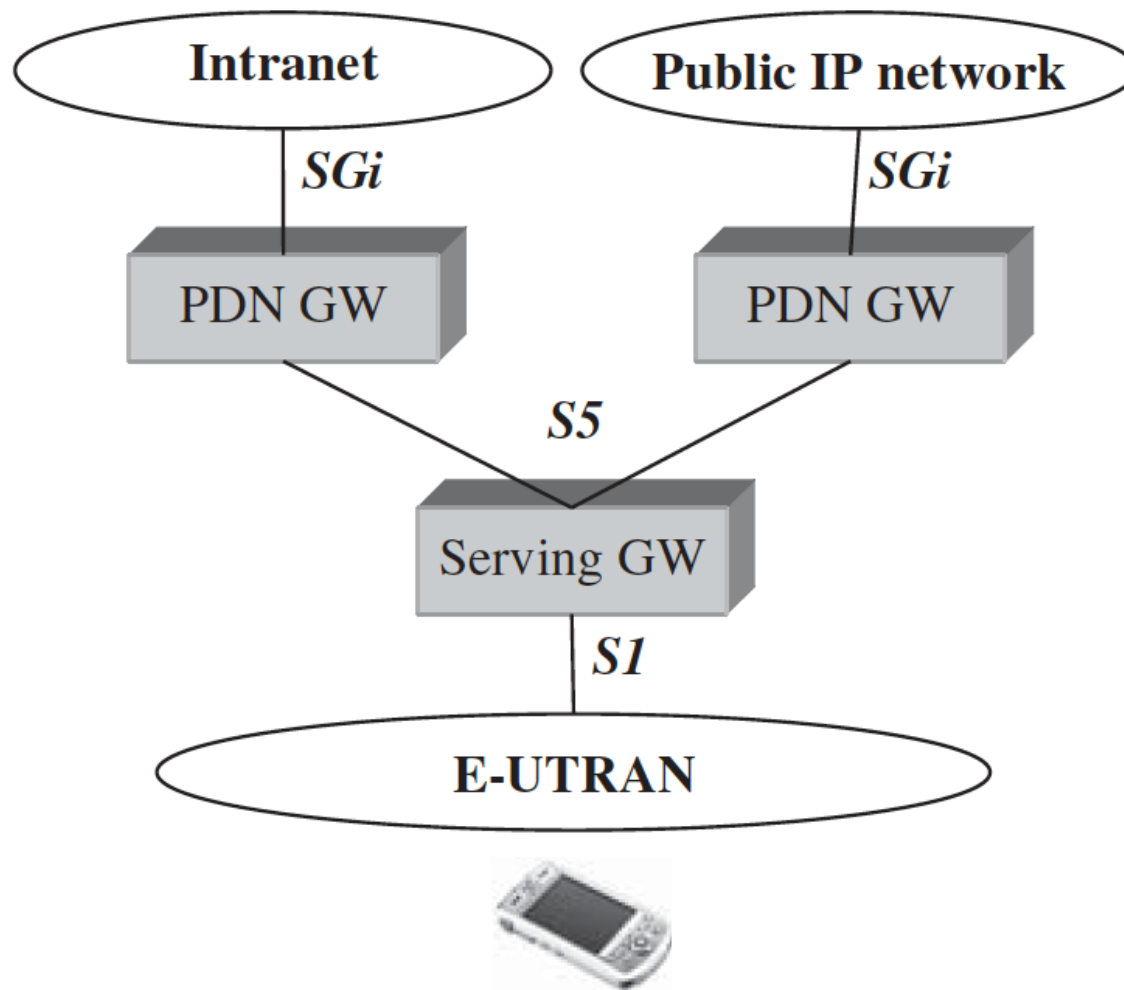 Intranet
Public IP network
SGi
SGi
PDN GW
PDN GW
S5
Serving GW
S1
E-UTRAN